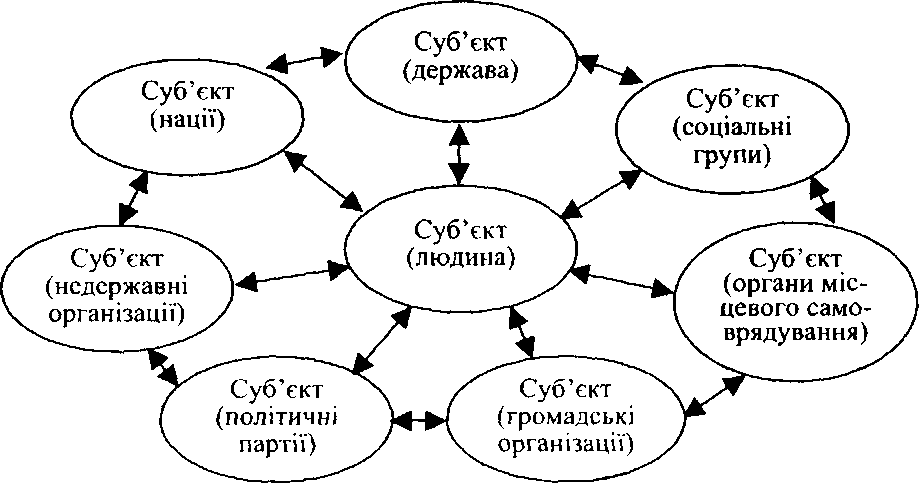 Суб’єкт
(держава)
Суб’єкт
(нації)
Суб’єкт
(соціальні
групи)
Суб’єкт
(людина)
Суб’єкт
(недержавні
організації)
Суб’єкт
(органи міс-
цевого само-
врядування)
Суб’єкт
(політичні
партії)
Суб’єкт
(громадські
організації)